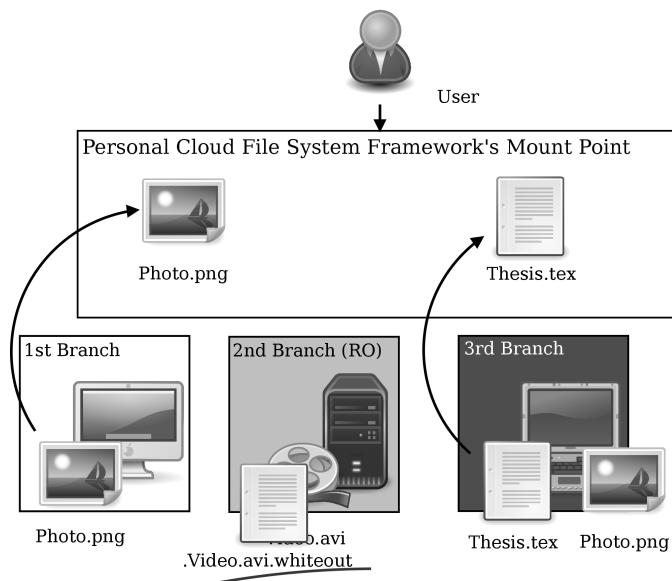 User
Personal Cloud File System Framework's Mount Point
Photo.png
Thesis.tex
1st Branch
2nd Branch (RO)
3rd Branch
Photo.png
.avi
.Video.avi.whiteout
Thesis.tex
Photo.png